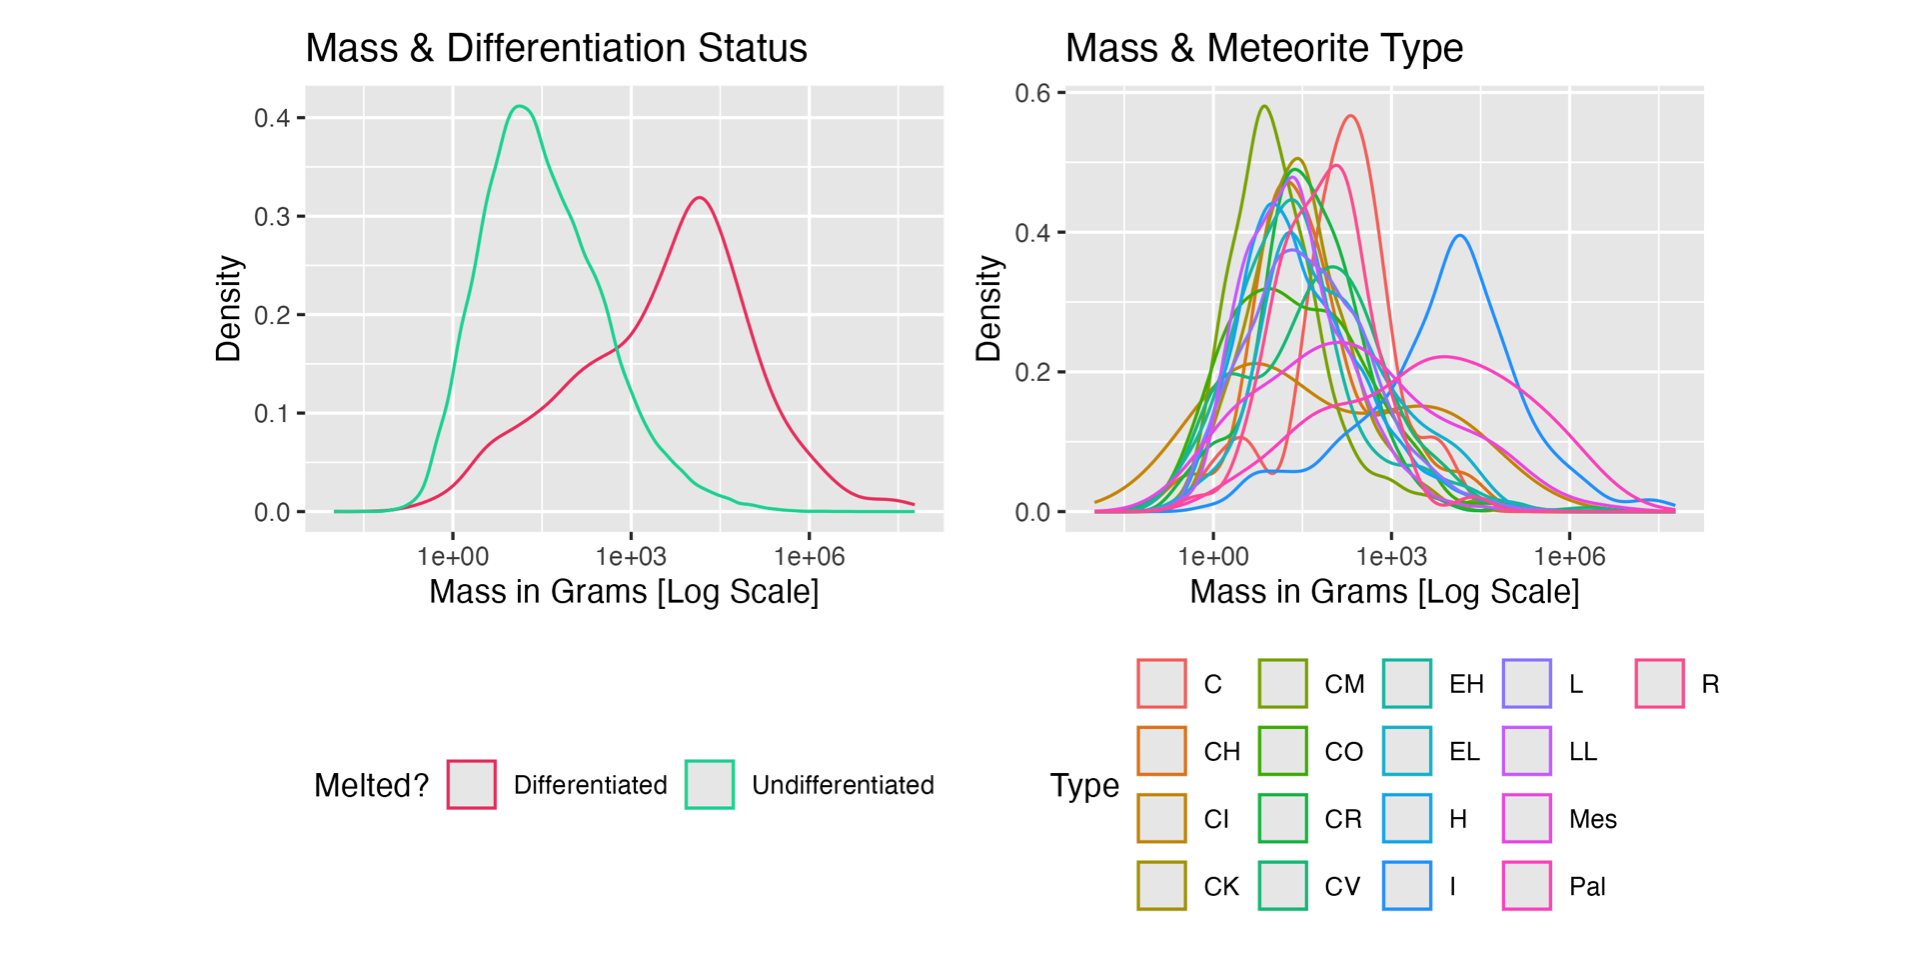 Mass & Differentiation Status
0.4
0.3
0.2
0.1
0.0
Density
1e+00 1e+03 1e+06
Mass in Grams [Log Scale]
Melted? Differentiated Undifferentiated
Mass & Meteorite Type
0.6
0.4
0.2
0.0
Density
1e+00 1e+03 1e+06
Mass in Grams [Log Scale]
Type
C CM EH L R
CH CO EL LL
CI CR H Mes
CK CV I Pal